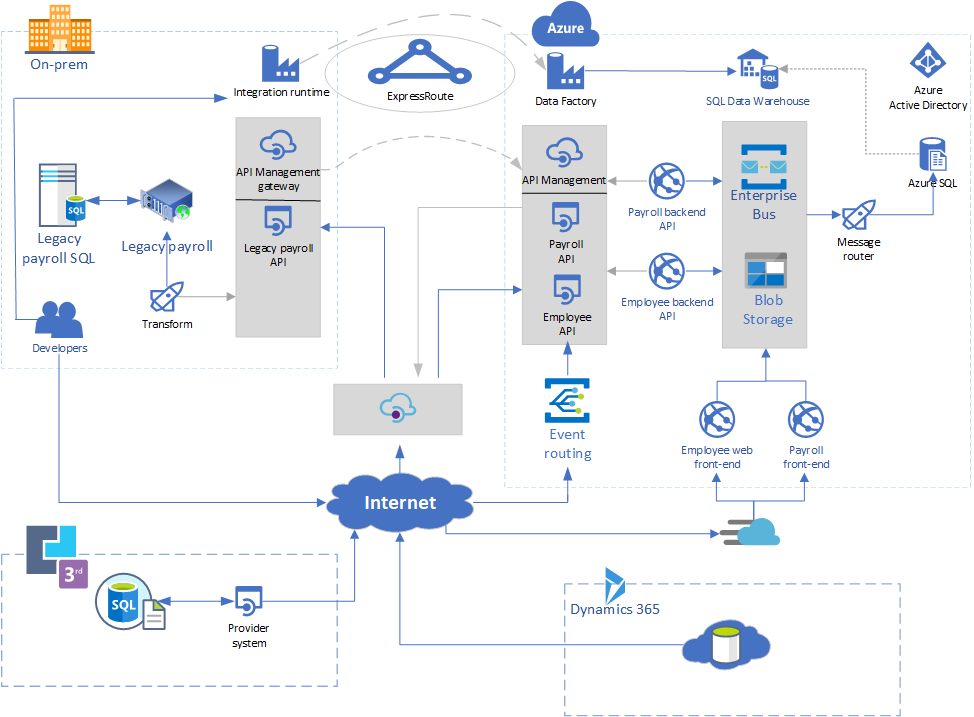 On-prem
Integration runtime
ExpressRoute
Azure
Data Factory
SQL
SQL Data Warehouse
Azure
Active Directory
API Management
gateway
Legacy payroll
API
SQL
Legacy
payroll SQL
Legacy payroll
Transform
Developers
API Management
Payroll
API
Employee
API
Payroll backend
API
Employee backend
API
Enterprise
Bus
Blob
Storage
Message
router
Azure SQL
Event
routing
Employee web
front-end
Payroll
front-end
Internet
3rd
SQL
Provider
system
Dynamics 365